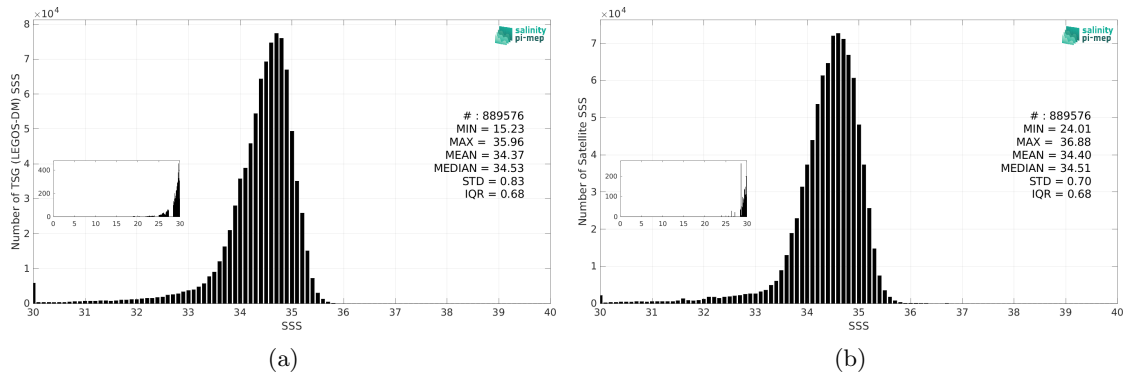 ×10⁴
8
7
6
5
4
3
2
1
0
Number of TSG (LEGOS-DM) SSS
salinity
pi-mep
# : 889576
MIN = 15.23
MAX = 35.96
MEAN = 34.37
MEDIAN = 34.53
STD = 0.83
IQR = 0.68
400
200
0
0 5 10 15 20 25 30
30 31 32 33 34 35 36 37 38 39 40
SSS
(a)
×10⁴
7
6
5
4
3
2
1
0
Number of Satellite SSS
salinity
pi-mep
# : 889576
MIN = 24.01
MAX = 36.88
MEAN = 34.40
MEDIAN = 34.51
STD = 0.70
IQR = 0.68
200
100
0
0 5 10 15 20 25 30
30 31 32 33 34 35 36 37 38 39 40
SSS
(b)